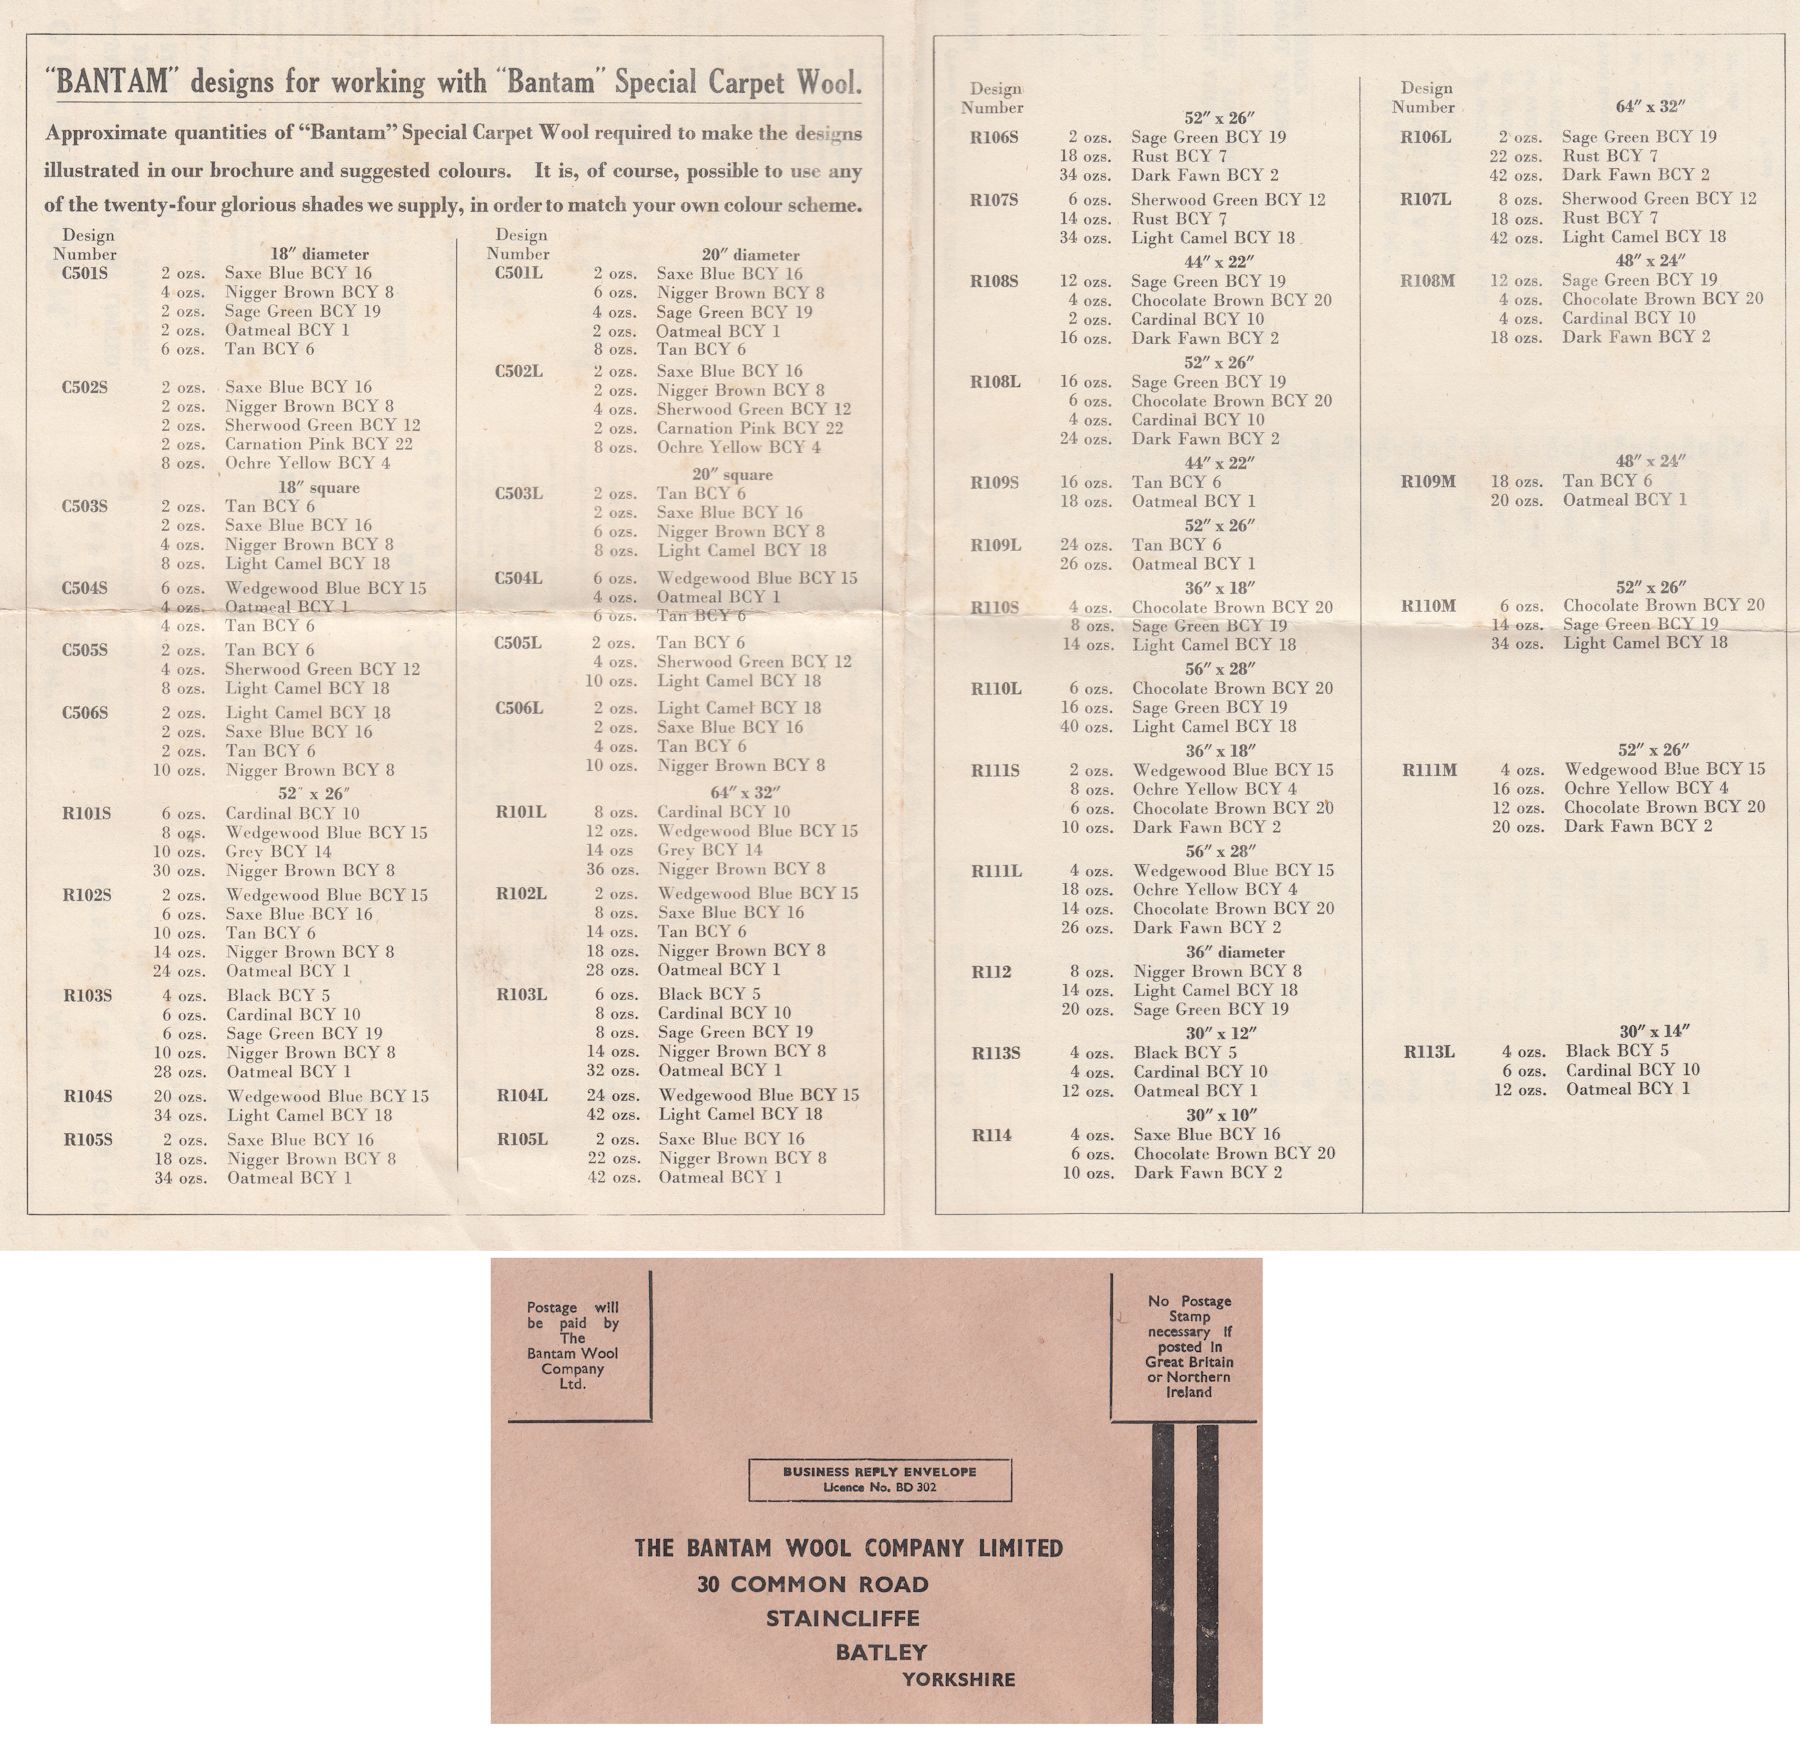 "BANTAM" designs for working with "Bantam" Special Carpet Wool.
Approximate quantities of "Bantam" Special Carpet Wool required to make the designs
illustrated in our brochure and suggested colours. It is, of course, possible to use any
of the twenty-four glorious shades we supply, in order to match your own colour scheme.
Design
Number 18" diameter
C501S 2 ozs. Saxe Blue BCY 16
4 ozs. Nigger Brown BCY 8
2 ozs. Sage Green BCY 19
2 ozs. Oatmeal BCY 1
6 ozs. Tan BCY 6
C502S 2 ozs. Saxe Blue BCY 16
2 ozs. Nigger Brown BCY 8
2 ozs. Sherwood Green BCY 12
2 ozs. Carnation Pink BCY 22
8 ozs. Ochre Yellow BCY 4
18" square
C503S 2 ozs. Tan BCY 6
2 ozs. Saxe Blue BCY 16
4 ozs. Nigger Brown BCY 8
8 ozs. Light Camel BCY 18
C504S 6 ozs. Wedgewood Blue BCY 15
4 ozs. Oatmeal BCY 1
4 ozs. Tan BCY 6
C505S 2 ozs. Tan BCY 6
4 ozs. Sherwood Green BCY 12
8 ozs. Light Camel BCY 18
C506S 2 ozs. Light Camel BCY 18
2 ozs. Saxe Blue BCY 16
2 ozs. Tan BCY 6
10 ozs. Nigger Brown BCY 8
52" x 26"
R101S 6 ozs. Cardinal BCY 10
8 ozs. Wedgewood Blue BCY 15
10 ozs. Grey BCY 14
30 ozs. Nigger Brown BCY 8
R102S 2 ozs. Wedgewood Blue BCY 15
6 ozs. Saxe Blue BCY 16
10 ozs. Tan BCY 6
14 ozs. Nigger Brown BCY 8
24 ozs. Oatmeal BCY 1
R103S 4 ozs. Black BCY 5
6 ozs. Cardinal BCY 10
6 ozs. Sage Green BCY 19
10 ozs. Nigger Brown BCY 8
28 ozs. Oatmeal BCY 1
R104S 20 ozs. Wedgewood Blue BCY 15
34 ozs. Light Camel BCY 18
R105S 2 ozs. Saxe Blue BCY 16
18 ozs. Nigger Brown BCY 8
34 ozs. Oatmeal BCY 1
Design
Number 20" diameter
C501L 2 ozs. Saxe Blue BCY 16
6 ozs. Nigger Brown BCY 8
4 ozs. Sage Green BCY 19
2 ozs. Oatmeal BCY 1
8 ozs. Tan BCY 6
C502L 2 ozs. Saxe Blue BCY 16
2 ozs. Nigger Brown BCY 8
4 ozs. Sherwood Green BCY 12
2 ozs. Carnation Pink BCY 22
8 ozs. Ochre Yellow BCY 4
20" square
C503L 2 ozs. Tan BCY 6
2 ozs. Saxe Blue BCY 16
6 ozs. Nigger Brown BCY 8
8 ozs. Light Camel BCY 18
C504L 6 ozs. Wedgewood Blue BCY 15
4 ozs. Oatmeal BCY 1
6 ozs. Tan BCY 6
C505L 2 ozs. Tan BCY 6
4 ozs. Sherwood Green BCY 12
10 ozs. Light Camel BCY 18
C506L 2 ozs. Light Camel BCY 18
2 ozs. Saxe Blue BCY 16
4 ozs. Tan BCY 6
10 ozs. Nigger Brown BCY 8
64" x 32"
R101L 8 ozs. Cardinal BCY 10
12 ozs. Wedgewood Blue BCY 15
14 ozs Grey BCY 14
36 ozs. Nigger Brown BCY 8
R102L 2 ozs. Wedgewood Blue BCY 15
8 ozs. Saxe Blue BCY 16
14 ozs. Tan BCY 6
18 ozs. Nigger Brown BCY 8
28 ozs. Oatmeal BCY 1
R103L 6 ozs. Black BCY 5
8 ozs. Cardinal BCY 10
8 ozs. Sage Green BCY 19
14 ozs. Nigger Brown BCY 8
32 ozs. Oatmeal BCY 1
R104L 24 ozs. Wedgewood Blue BCY 15
42 ozs. Light Camel BCY 18
R105L 2 ozs. Saxe Blue BCY 16
22 ozs. Nigger Brown BCY 8
42 ozs. Oatmeal BCY 1
Design
Number
52" x 26"
R106S 2 ozs. Sage Green BCY 19
18 ozs. Rust BCY 7
34 ozs. Dark Fawn BCY 2
R107S 6 ozs. Sherwood Green BCY 12
14 ozs. Rust BCY 7
34 ozs. Light Camel BCY 18
44" x 22"
R108S 12 ozs. Sage Green BCY 19
4 ozs. Chocolate Brown BCY 20
2 ozs. Cardinal BCY 10
16 ozs. Dark Fawn BCY 2
52" x 26"
R108L 16 ozs. Sage Green BCY 19
6 ozs. Chocolate Brown BCY 20
4 ozs. Cardinal BCY 10
24 ozs. Dark Fawn BCY 2
44" x 22"
R109S 16 ozs. Tan BCY 6
18 ozs. Oatmeal BCY 1
52" x 26"
R109L 24 ozs. Tan BCY 6
26 ozs. Oatmeal BCY 1
36" x 18"
R110S 4 ozs. Chocolate Brown BCY 20
8 ozs. Sage Green BCY 19
14 ozs. Light Camel BCY 18
56" x 28"
R110L 6 ozs. Chocolate Brown BCY 20
16 ozs. Sage Green BCY 19
40 ozs. Light Camel BCY 18
36" x 18"
R111S 2 ozs. Wedgewood Blue BCY 15
8 ozs. Ochre Yellow BCY 4
6 ozs. Chocolate Brown BCY 20
10 ozs. Dark Fawn BCY 2
56" x 28"
R111L 4 ozs. Wedgewood Blue BCY 15
18 ozs. Ochre Yellow BCY 4
14 ozs. Chocolate Brown BCY 20
26 ozs. Dark Fawn BCY 2
36" diameter
R112 8 ozs. Nigger Brown BCY 8
14 ozs. Light Camel BCY 18
20 ozs. Sage Green BCY 19
30" x 12"
R113S 4 ozs. Black BCY 5
4 ozs. Cardinal BCY 10
12 ozs. Oatmeal BCY 1
30" x 10"
R114 4 ozs. Saxe Blue BCY 16
6 ozs. Chocolate Brown BCY 20
10 ozs. Dark Fawn BCY 2
Design
Number 64" x 32"
R106L 2 ozs. Sage Green BCY 19
22 ozs. Rust BCY 7
42 ozs. Dark Fawn BCY 2
R107L 8 ozs. Sherwood Green BCY 12
18 ozs. Rust BCY 7
42 ozs. Light Camel BCY 18
48" x 24"
R108M 12 ozs. Sage Green BCY 19
4 ozs. Chocolate Brown BCY 20
4 ozs. Cardinal BCY 10
18 ozs. Dark Fawn BCY 2
48" x 24"
R109M 18 ozs. Tan BCY 6
20 ozs. Oatmeal BCY 1
52" x 26"
R110M 6 ozs. Chocolate Brown BCY 20
14 ozs. Sage Green BCY 19
34 ozs. Light Camel BCY 18
52" x 26"
R111M 4 ozs. Wedgewood Blue BCY 15
16 ozs. Ochre Yellow BCY 4
12 ozs. Chocolate Brown BCY 20
20 ozs. Dark Fawn BCY 2
30" x 14"
R113L 4 ozs. Black BCY 5
6 ozs. Cardinal BCY 10
12 ozs. Oatmeal BCY 1
Postage will
be paid by
The
Bantam Wool
Company
Ltd.
No Postage
Stamp
necessary if
posted in
Great Britain
or Northern
Ireland
BUSINESS REPLY ENVELOPE
Licence No. BD 302
THE BANTAM WOOL COMPANY LIMITED
30 COMMON ROAD
STAINCLIFFE
BATLEY
YORKSHIRE